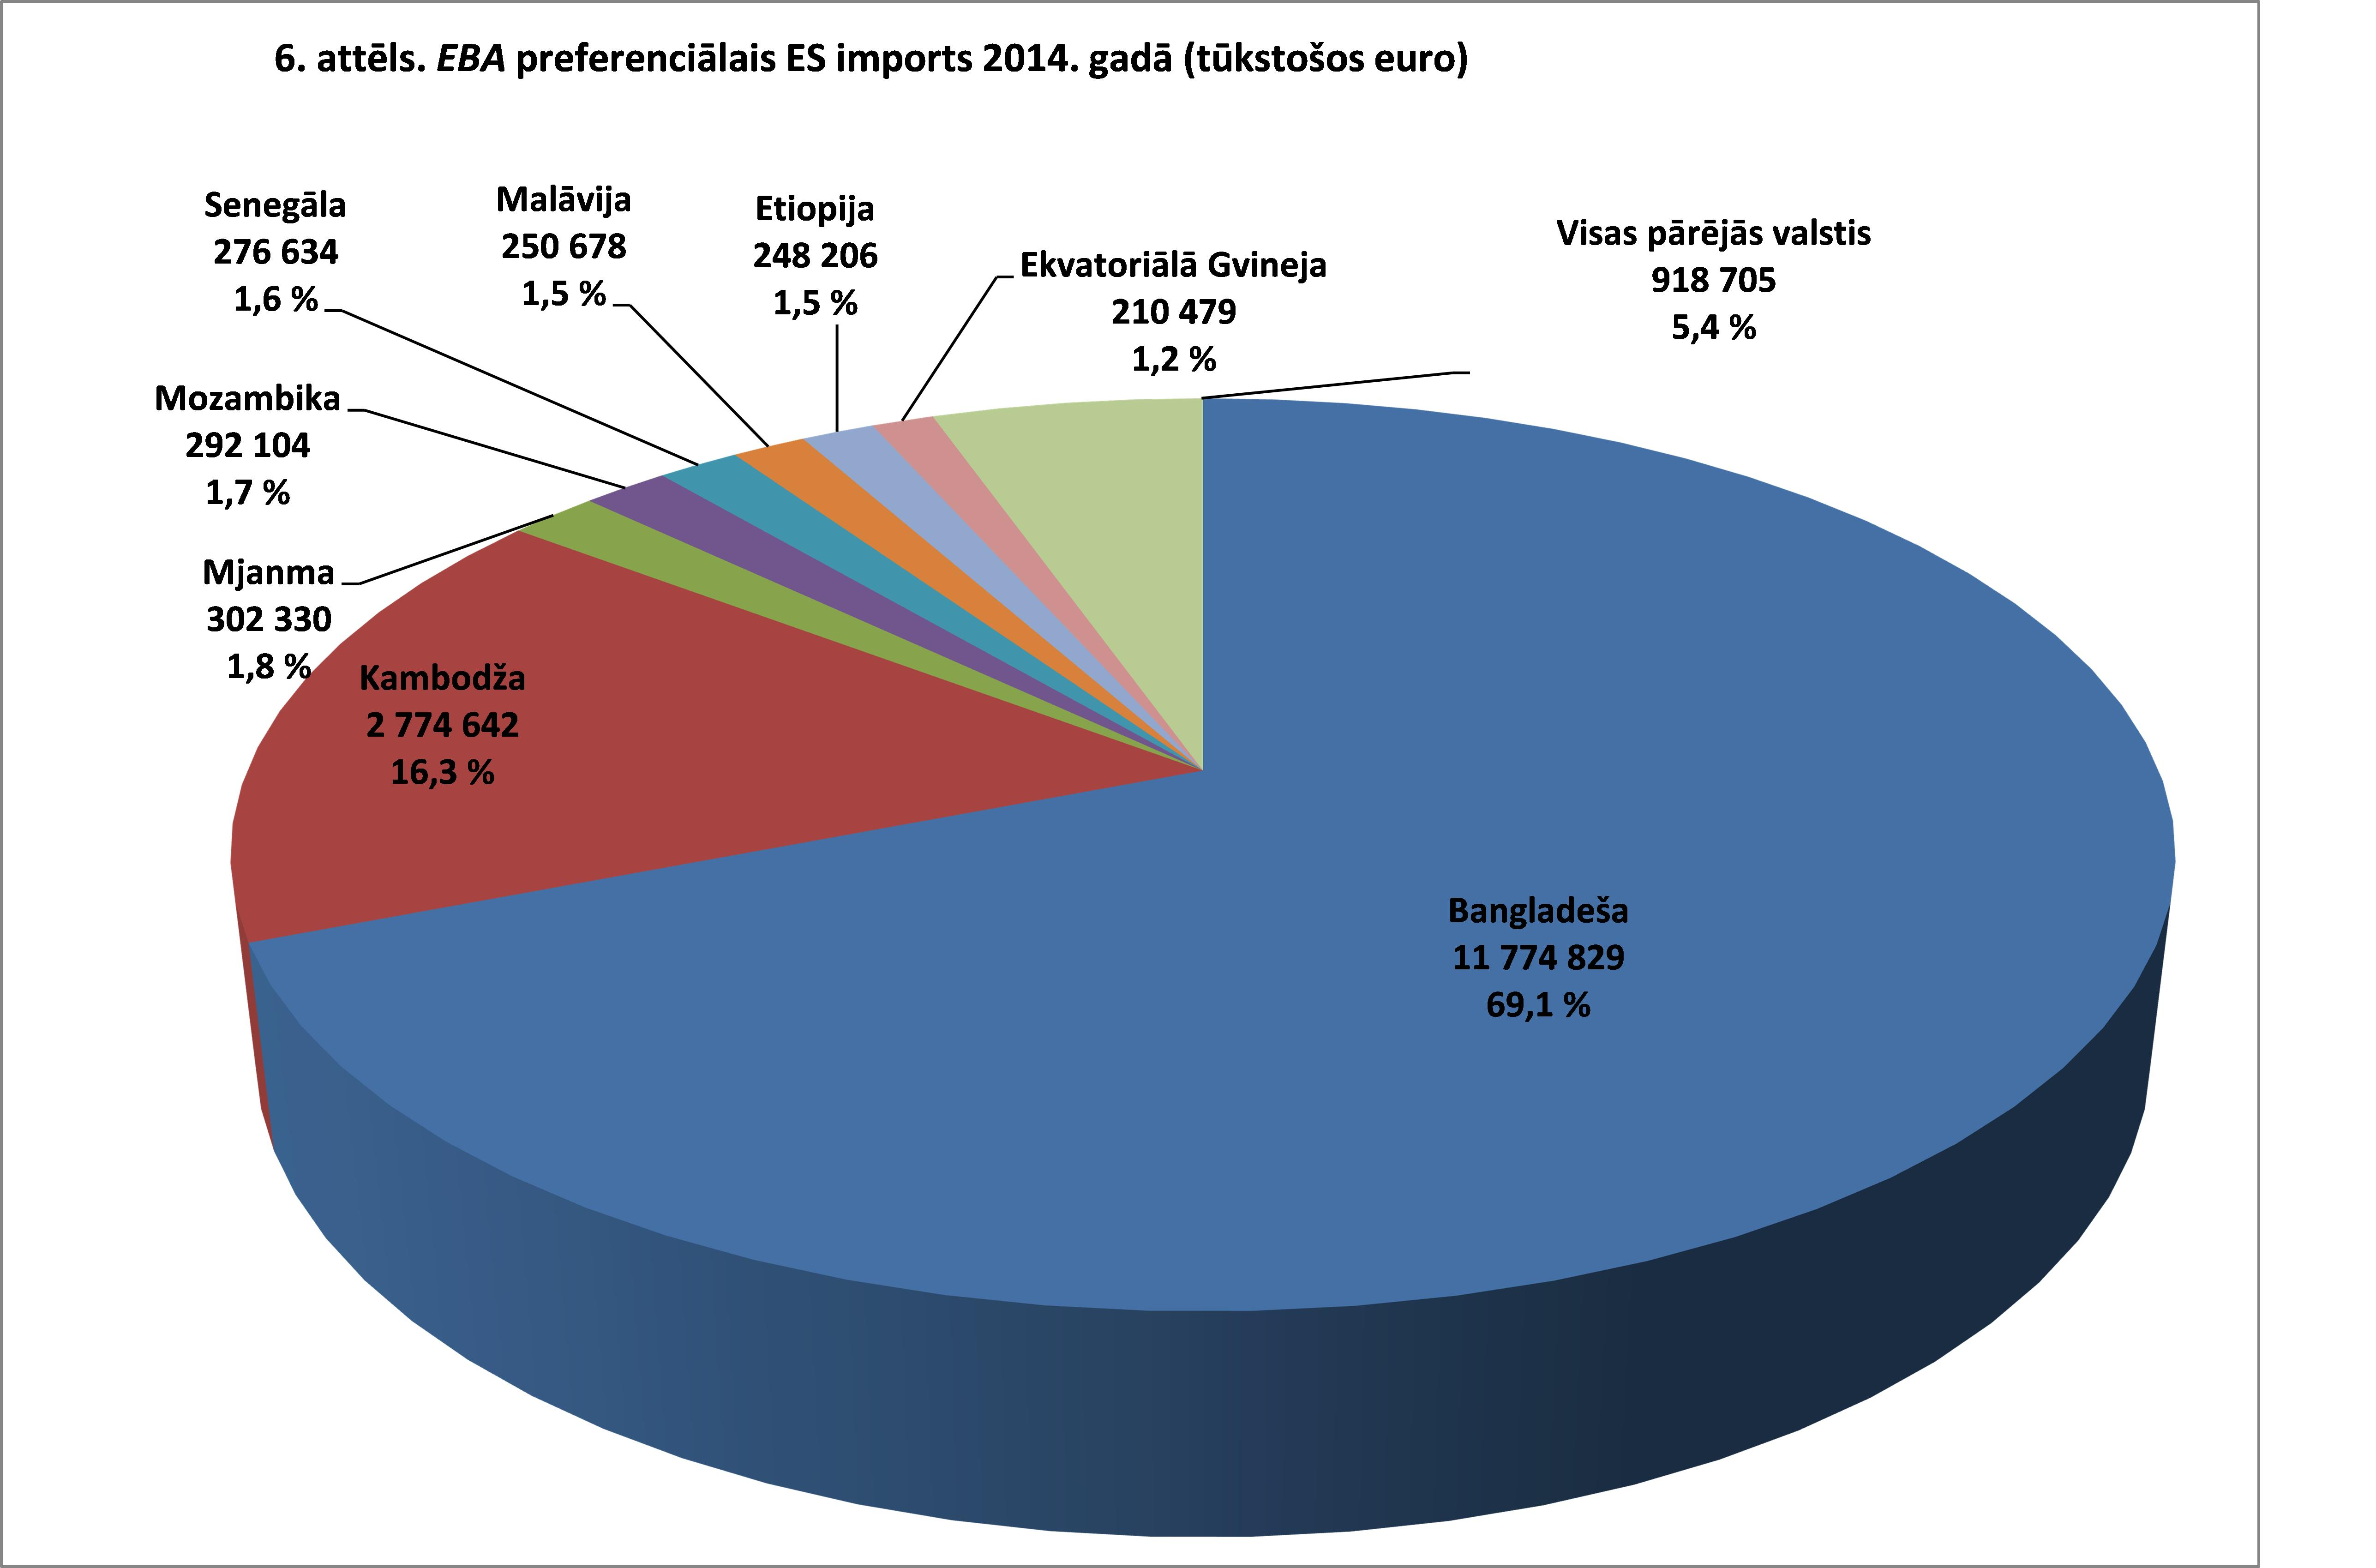 6. attēls. EBA preferenciālais ES imports 2014. gadā (tūkstošos euro)
Senegāla
276 634
1,6 %
Malāvija
250 678
1,5 %
Etiopija
248 206
1,5 %
Ekvatoriālā Gvineja
210 479
1,2 %
Visas pārējās valstis
918 705
5,4 %
Mozambika
292 104
1,7 %
Mjanma
302 330
1,8 %
Kambodža
2 774 642
16,3 %
Bangladeša
11 774 829
69,1 %